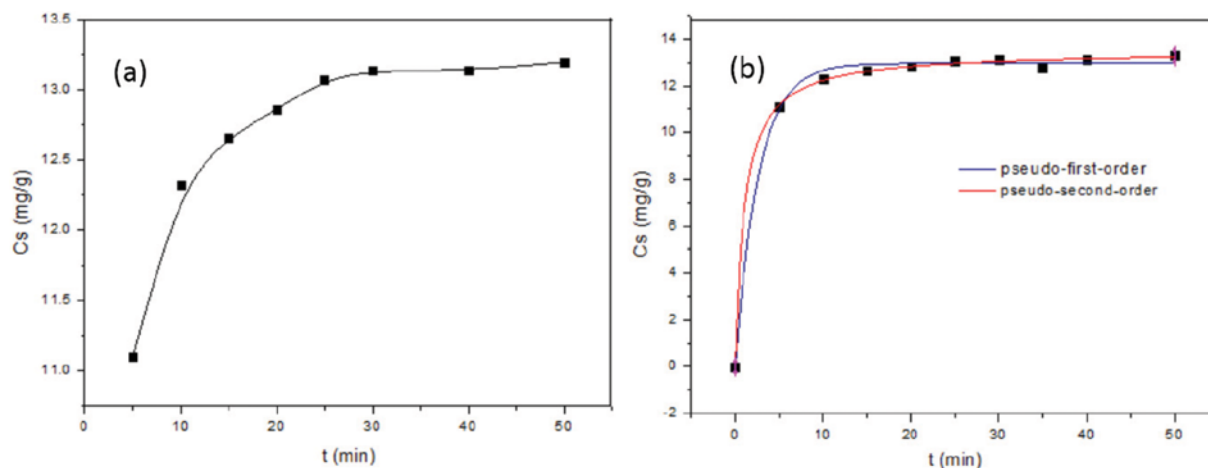 (a)
13.5
13.0
12.5
12.0
11.5
11.0
Cs (mg/g)
0 10 20 30 40 50
t (min)
(b)
14
12
10
8
6
4
2
0
-2
Cs (mg/g)
pseudo-first-order
pseudo-second-order
0 10 20 30 40 50
t (min)